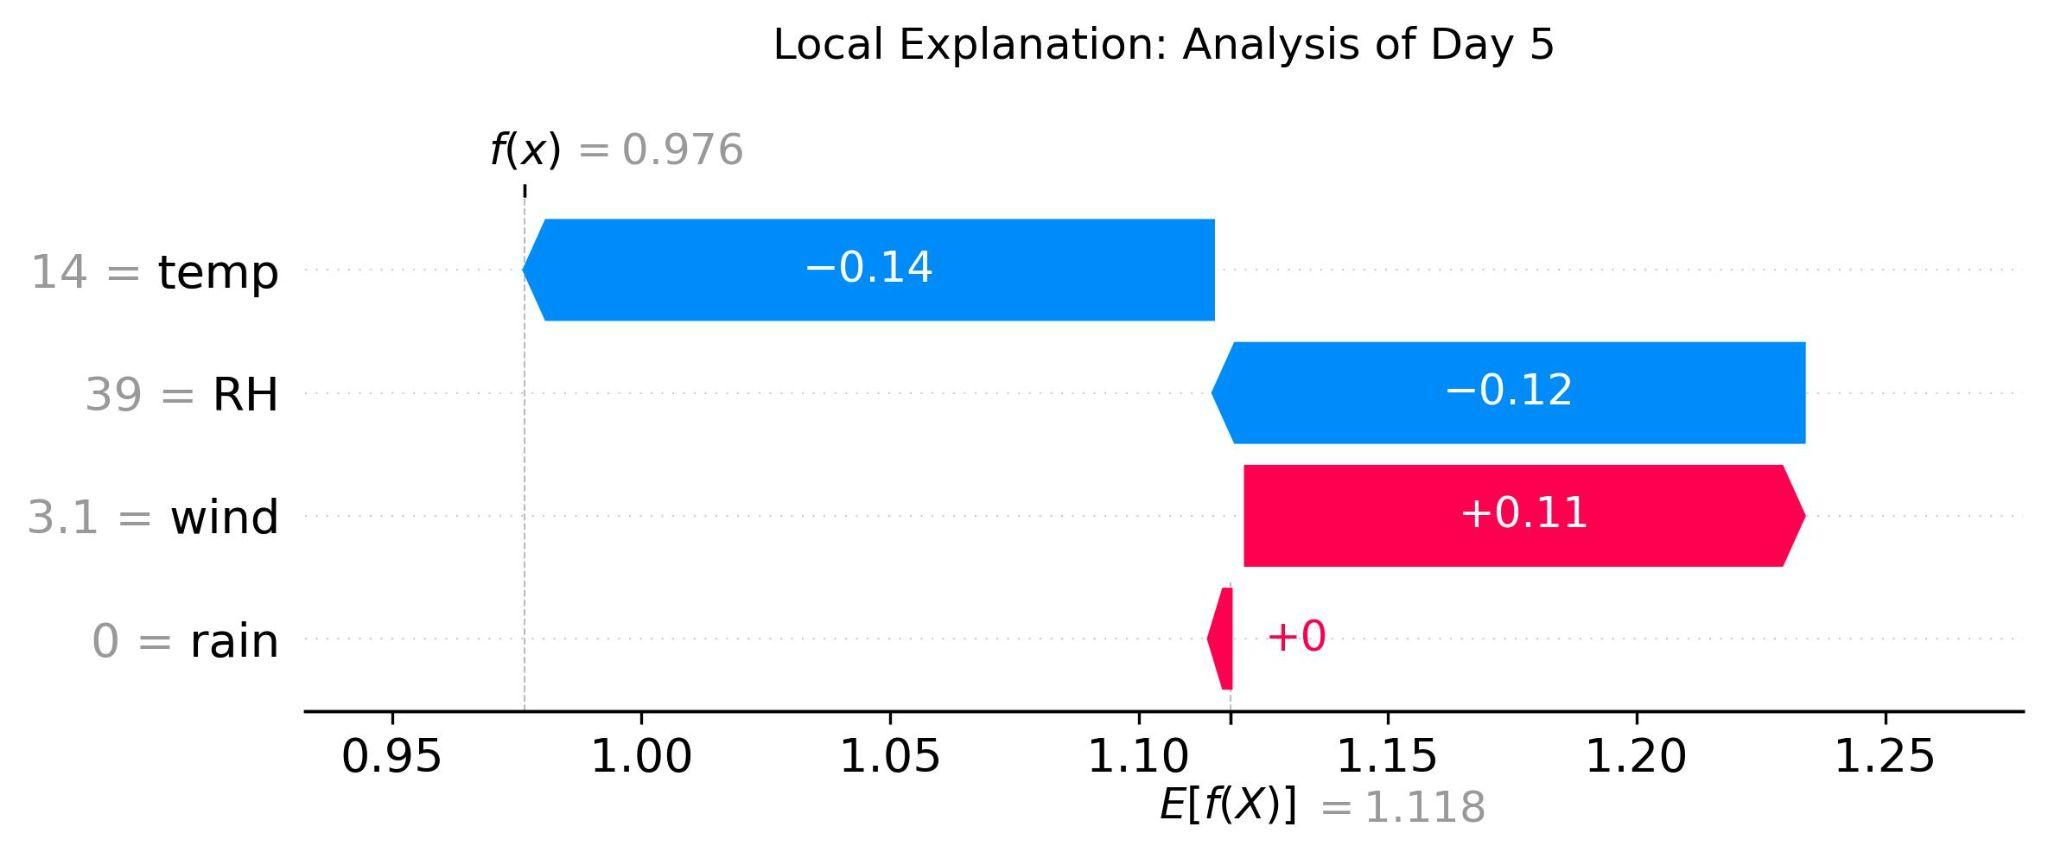 Local Explanation: Analysis of Day 5
f(x) = 0.976
14 = temp
−0.14
39 = RH
−0.12
3.1 = wind
+0.11
0 = rain
+0
0.95 1.00 1.05 1.10 1.15 1.20 1.25
E[f(X)] = 1.118